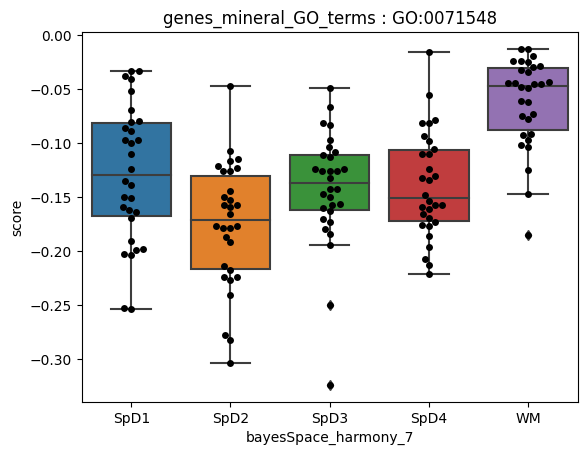 genes_mineral_GO_terms : GO:0071548
0.00
−0.05
−0.10
−0.15
−0.20
−0.25
−0.30
score
SpD1 SpD2 SpD3 SpD4 WM
bayesSpace_harmony_7